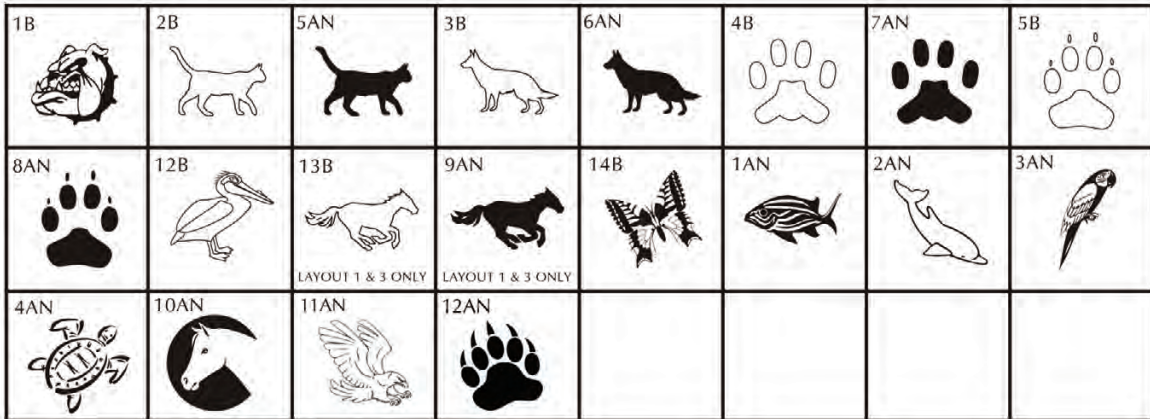 1B
2B
5AN
3B
6AN
4B
7AN
5B
8AN
12B
13B
LAYOUT 1 & 3 ONLY
9AN
LAYOUT 1 & 3 ONLY
14B
1AN
2AN
3AN
4AN
10AN
11AN
12AN